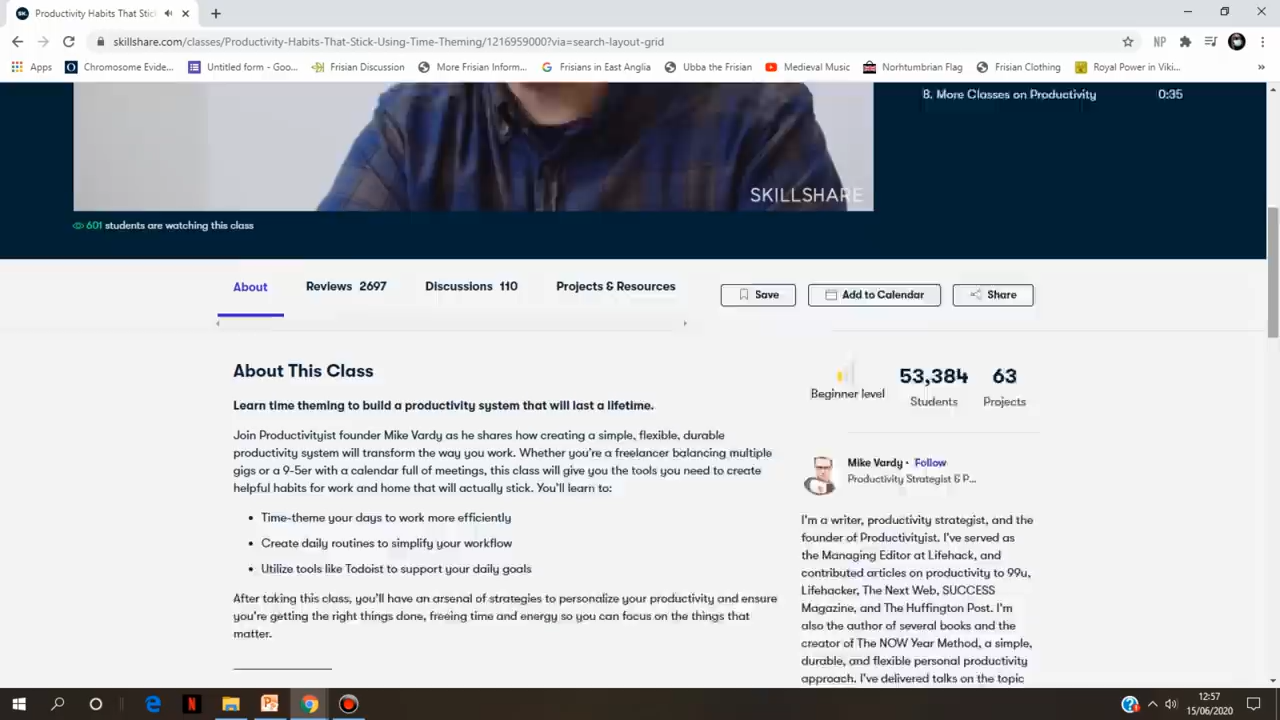 SK.
Productivity Habits That Stic
skillshare.com/classes/Productivity-Habits-That-Stick-Using-Time-Theming/1216959000?via=search-layout-grid
NP
Apps
Chromosome Evide...
Untitled form - Goo...
Frisian Discussion
More Frisian Inform...
Frisians in East Anglia
Ubba the Frisian
Medieval Music
Norhtumbrian Flag
Frisian Clothing
Royal Power in Viki...
»
8. More Classes on Productivity 0:35
SKILLSHARE
601 students are watching this class
About Reviews 2697 Discussions 110 Projects & Resources
Save Add to Calendar Share
About This Class
Learn time theming to build a productivity system that will last a lifetime.
Join Productivityist founder Mike Vardy as he shares how creating a simple, flexible, durable
productivity system will transform the way you work. Whether you're a freelancer balancing multiple
gigs or a 9-5er with a calendar full of meetings, this class will give you the tools you need to create
helpful habits for work and home that will actually stick. You'll learn to:
• Time-theme your days to work more efficiently
• Create daily routines to simplify your workflow
• Utilize tools like Todoist to support your daily goals
After taking this class, you'll have an arsenal of strategies to personalize your productivity and ensure
you're getting the right things done, freeing time and energy so you can focus on the things that
matter.
Beginner level
53,384
Students
63
Projects
Mike Vardy • Follow
Productivity Strategist & P...
I'm a writer, productivity strategist, and the
founder of Productivityist. I've served as
the Managing Editor at Lifehack, and
contributed articles on productivity to 99u,
Lifehacker, The Next Web, SUCCESS
Magazine, and The Huffington Post. I'm
also the author of several books and the
creator of The NOW Year Method, a simple,
durable, and flexible personal productivity
approach. I've delivered talks on the topic
12:57
15/06/2020